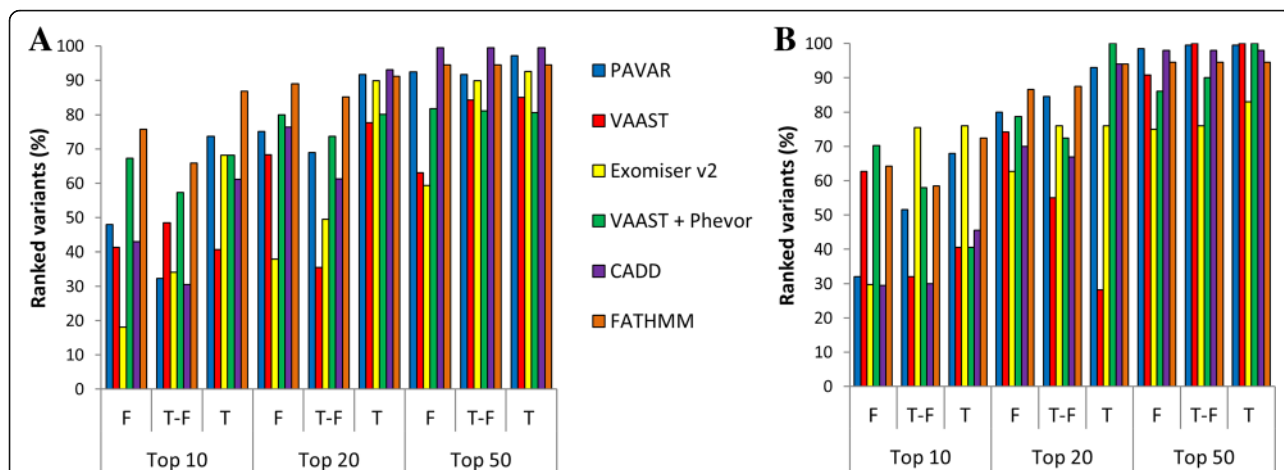 A
Ranked variants (%)
100
90
80
70
60
50
40
30
20
10
0
F T-F T F T-F T F T-F T
Top 10 Top 20 Top 50
PAVAR
VAAST
Exomiser v2
VAAST + Phevor
CADD
FATHMM
B
Ranked variants (%)
100
90
80
70
60
50
40
30
20
10
0
F T-F T F T-F T F T-F T
Top 10 Top 20 Top 50